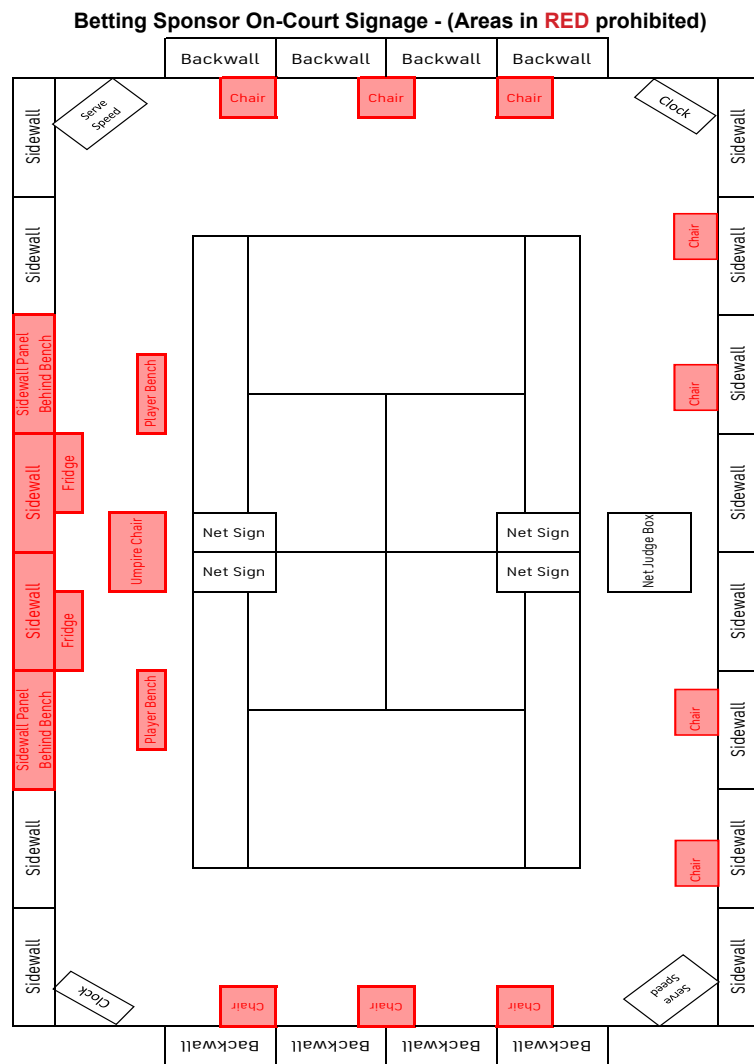 Betting Sponsor On-Court Signage - (Areas in RED prohibited)
Backwall Backwall Backwall Backwall
Chair Chair Chair
Serve
Speed
Clock
Sidewall
Sidewall
Sidewall
Sidewall
Chair
Sidewall Panel
Behind Bench
Player Bench
Chair
Sidewall
Sidewall
Fridge
Sidewall
Umpire Chair
Net Sign Net Sign
Net Sign Net Sign
Net Judge Box
Sidewall
Fridge
Sidewall
Sidewall Panel
Behind Bench
Player Bench
Chair
Sidewall
Sidewall
Chair
Sidewall
Sidewall
Sidewall
Clock
Serve
Speed
Chair Chair Chair
Backwall Backwall Backwall Backwall